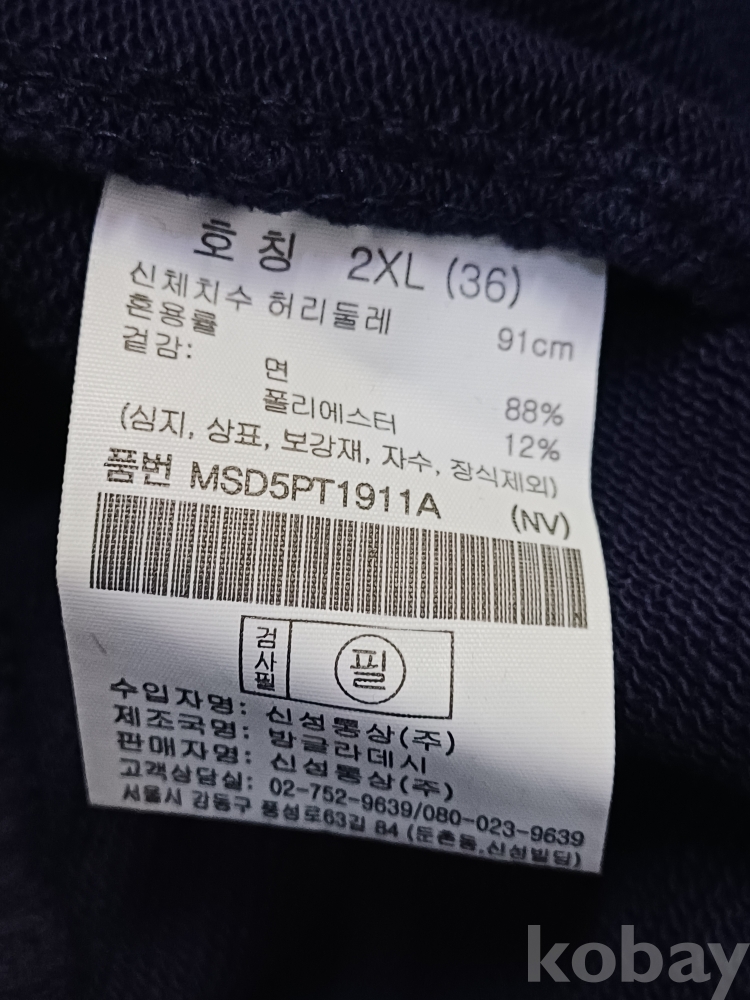 호칭 2XL (36)
신체치수 허리둘레 91cm
혼용률
겉감: 면 88%
폴리에스터 12%
(심지, 상표, 보강재, 자수, 장식제외)
품번 MSD5PT1911A (NV)
검사필 필
수입자명: 신성통상(주)
제조국명: 방글라데시
판매자명: 신성통상(주)
고객상담실: 02-752-9639/080-023-9639
서울시 강동구 풍성로63길 84 (둔촌동,신성빌딩)
kobay